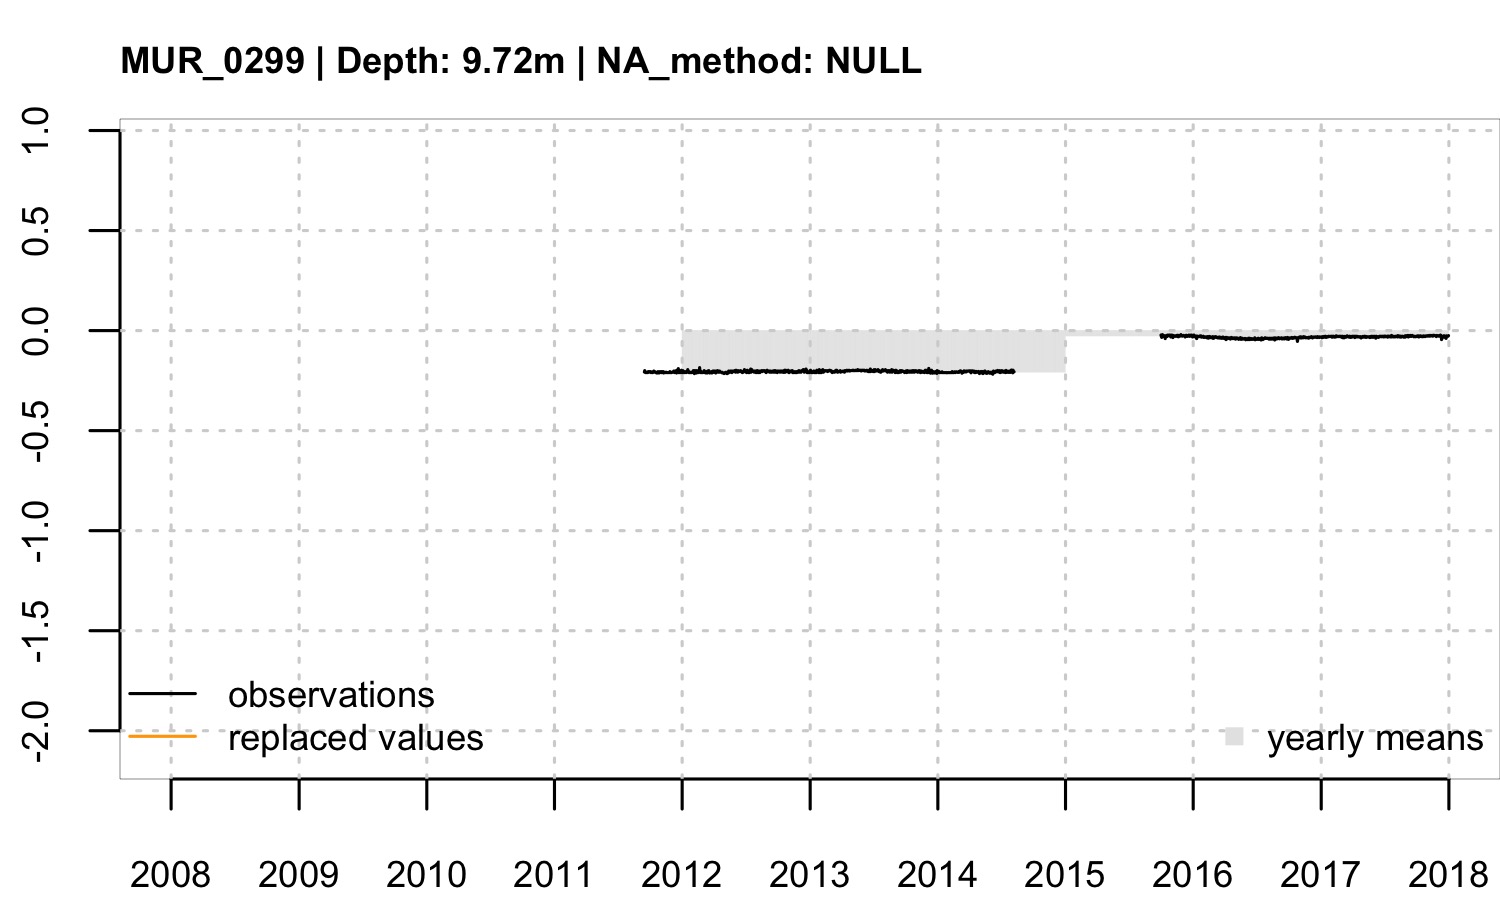 MUR_0299 | Depth: 9.72m | NA_method: NULL
1.0
0.5
0.0
-0.5
-1.0
-1.5
-2.0
observations
replaced values
yearly means
2008 2009 2010 2011 2012 2013 2014 2015 2016 2017 2018